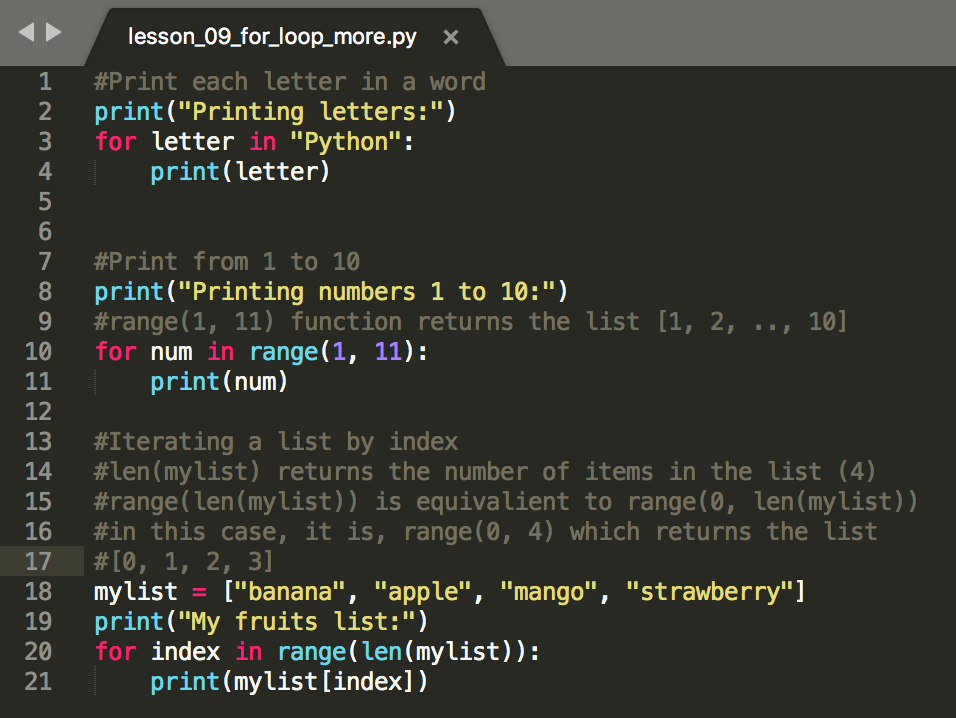 lesson_09_for_loop_more.py ×
1 #Print each letter in a word
2 print("Printing letters:")
3 for letter in "Python":
4     print(letter)
5
6
7 #Print from 1 to 10
8 print("Printing numbers 1 to 10:")
9 #range(1, 11) function returns the list [1, 2, .., 10]
10 for num in range(1, 11):
11     print(num)
12
13 #Iterating a list by index
14 #len(mylist) returns the number of items in the list (4)
15 #range(len(mylist)) is equivalient to range(0, len(mylist))
16 #in this case, it is, range(0, 4) which returns the list
17 #[0, 1, 2, 3]
18 mylist = ["banana", "apple", "mango", "strawberry"]
19 print("My fruits list:")
20 for index in range(len(mylist)):
21     print(mylist[index])